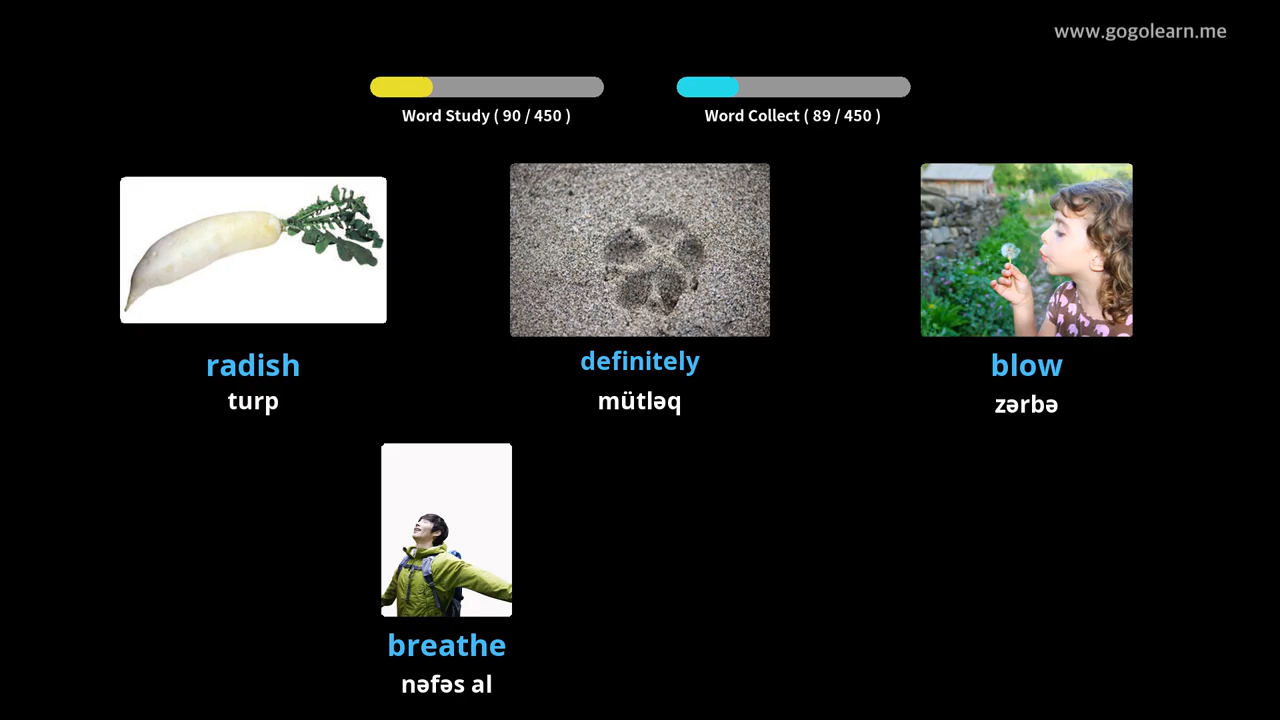 www.gogolearn.me
Word Study ( 90 / 450 )
Word Collect ( 89 / 450 )
radish
turp
definitely
mütləq
blow
zərbə
breathe
nəfəs al